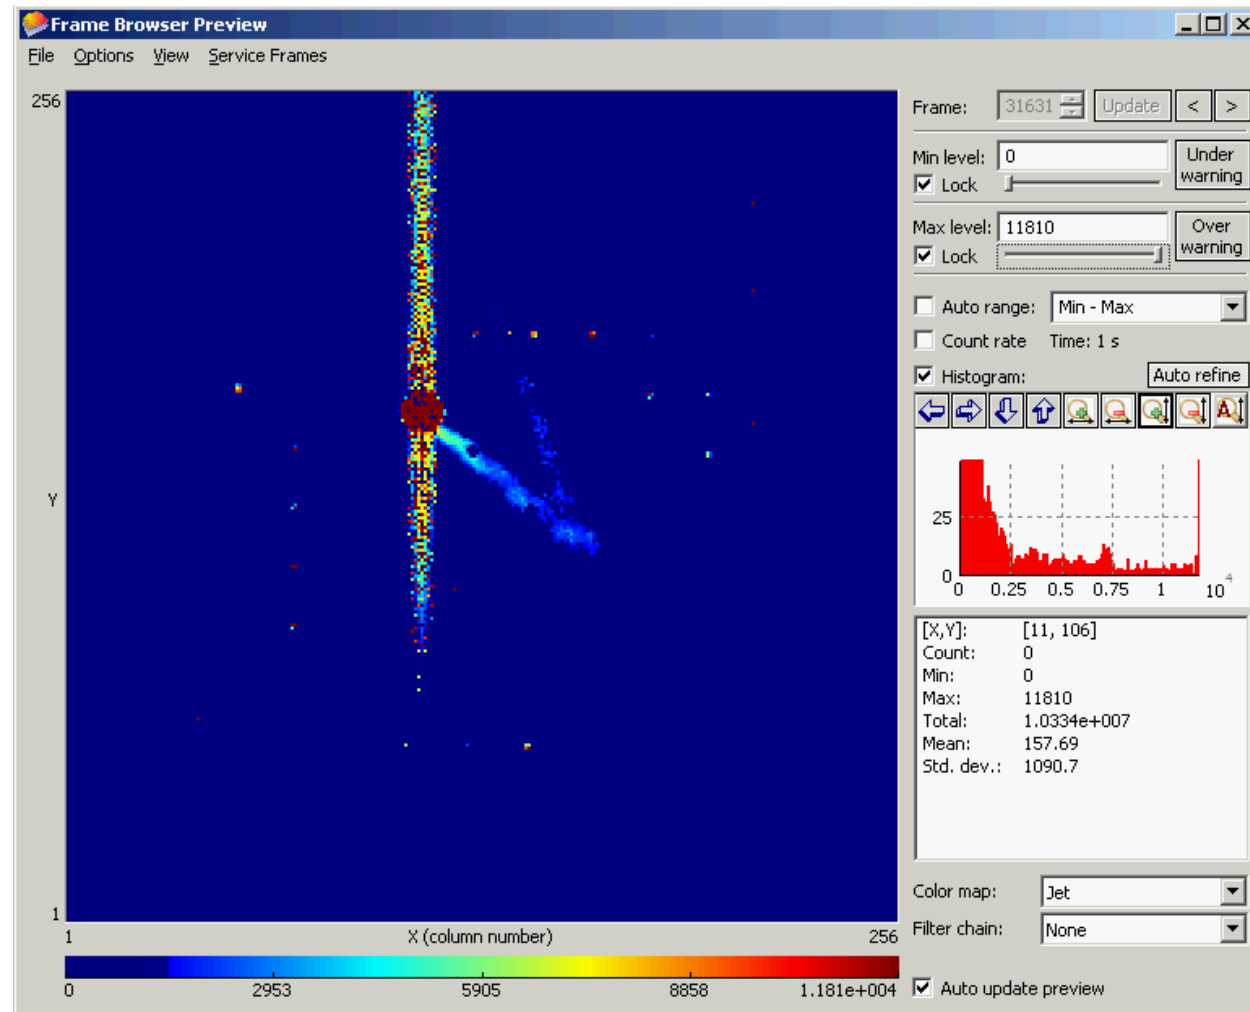 Frame Browser Preview
File Options View Service Frames
256
Y
1
1 X (column number) 256
0 2953 5905 8858 1.181e+004
Frame: 31631 Update < >
Min level: 0 Under warning
Lock
Max level: 11810 Over warning
Lock
Auto range: Min - Max
Count rate Time: 1 s
Histogram: Auto refine
A
25
0
0 0.25 0.5 0.75 1 10 4
[X,Y]: [11, 106]
Count: 0
Min: 0
Max: 11810
Total: 1.0334e+007
Mean: 157.69
Std. dev.: 1090.7
Color map: Jet
Filter chain: None
Auto update preview